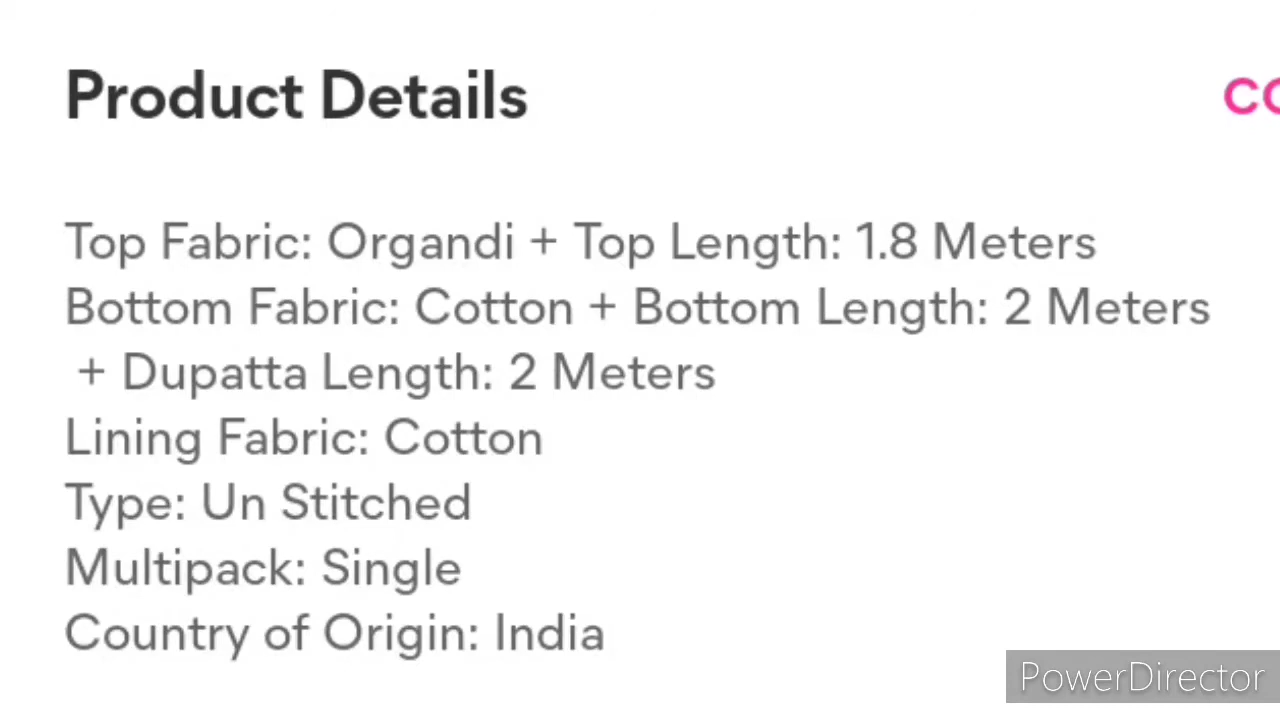 Product Details
Top Fabric: Organdi + Top Length: 1.8 Meters
Bottom Fabric: Cotton + Bottom Length: 2 Meters
+ Dupatta Length: 2 Meters
Lining Fabric: Cotton
Type: Un Stitched
Multipack: Single
Country of Origin: India
PowerDirector